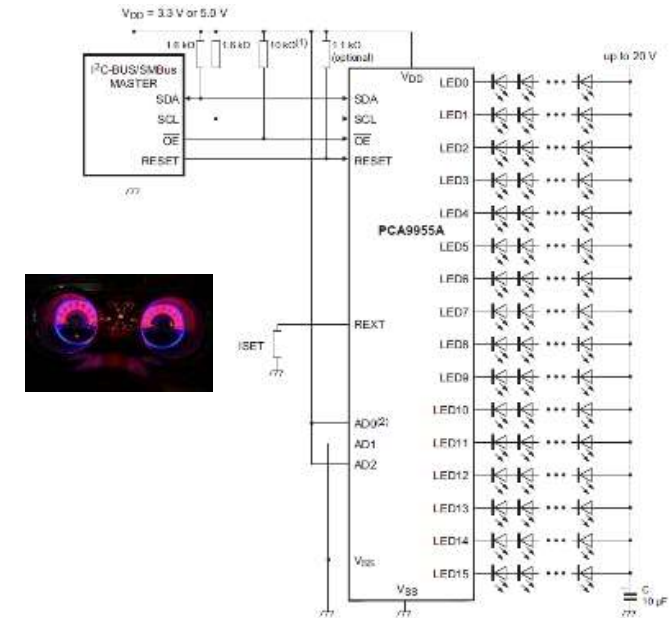 VDD = 3.3 V or 5.0 V
1.6 kΩ
1.6 kΩ
10 kΩ(1)
1.1 kΩ
(optional)
I²C-BUS/SMBus
MASTER
SDA
SCL
OE
RESET
VDD
SDA
SCL
OE
RESET
PCA9955A
REXT
ISET
AD0(2)
AD1
AD2
VSS
VSS
up to 20 V
LED0
LED1
LED2
LED3
LED4
LED5
LED6
LED7
LED8
LED9
LED10
LED11
LED12
LED13
LED14
LED15
C
10 µF